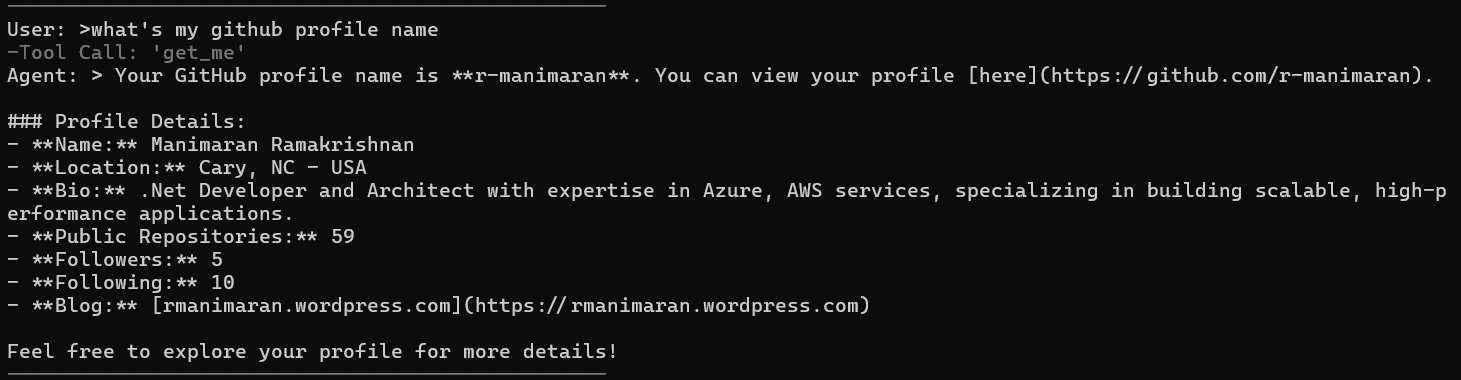 User: >what's my github profile name
-Tool Call: 'get_me'
Agent: > Your GitHub profile name is **r-manimaran**. You can view your profile [here](https://github.com/r-manimaran).
### Profile Details:
- **Name:** Manimaran Ramakrishnan
- **Location:** Cary, NC - USA
- **Bio:** .Net Developer and Architect with expertise in Azure, AWS services, specializing in building scalable, high-p
erformance applications.
- **Public Repositories:** 59
- **Followers:** 5
- **Following:** 10
- **Blog:** [rmanimaran.wordpress.com](https://rmanimaran.wordpress.com)
Feel free to explore your profile for more details!